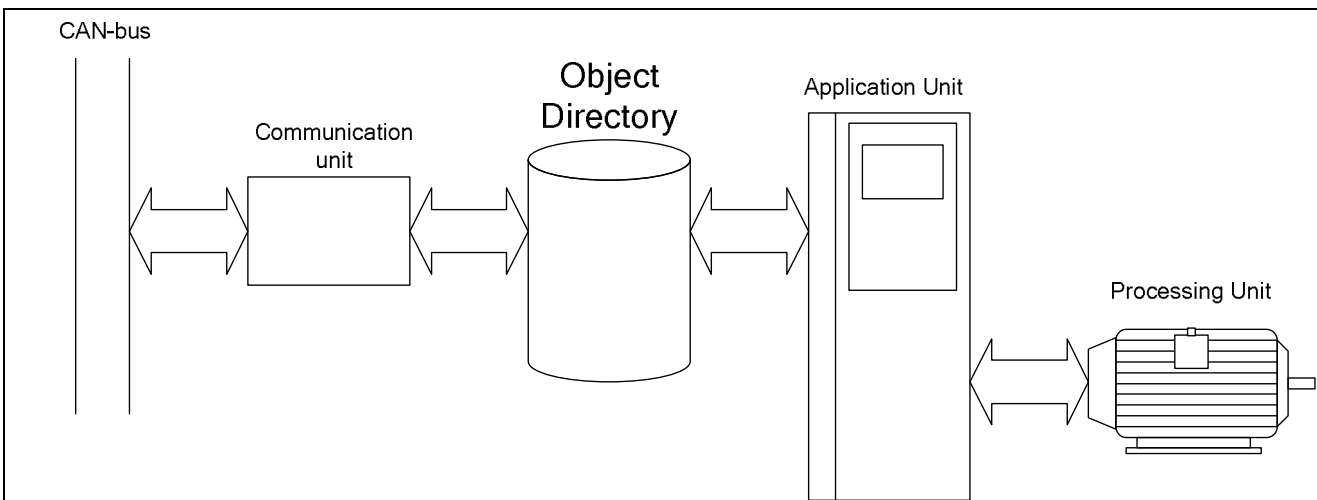 CAN-bus
Communication
unit
Object
Directory
Application Unit
Processing Unit